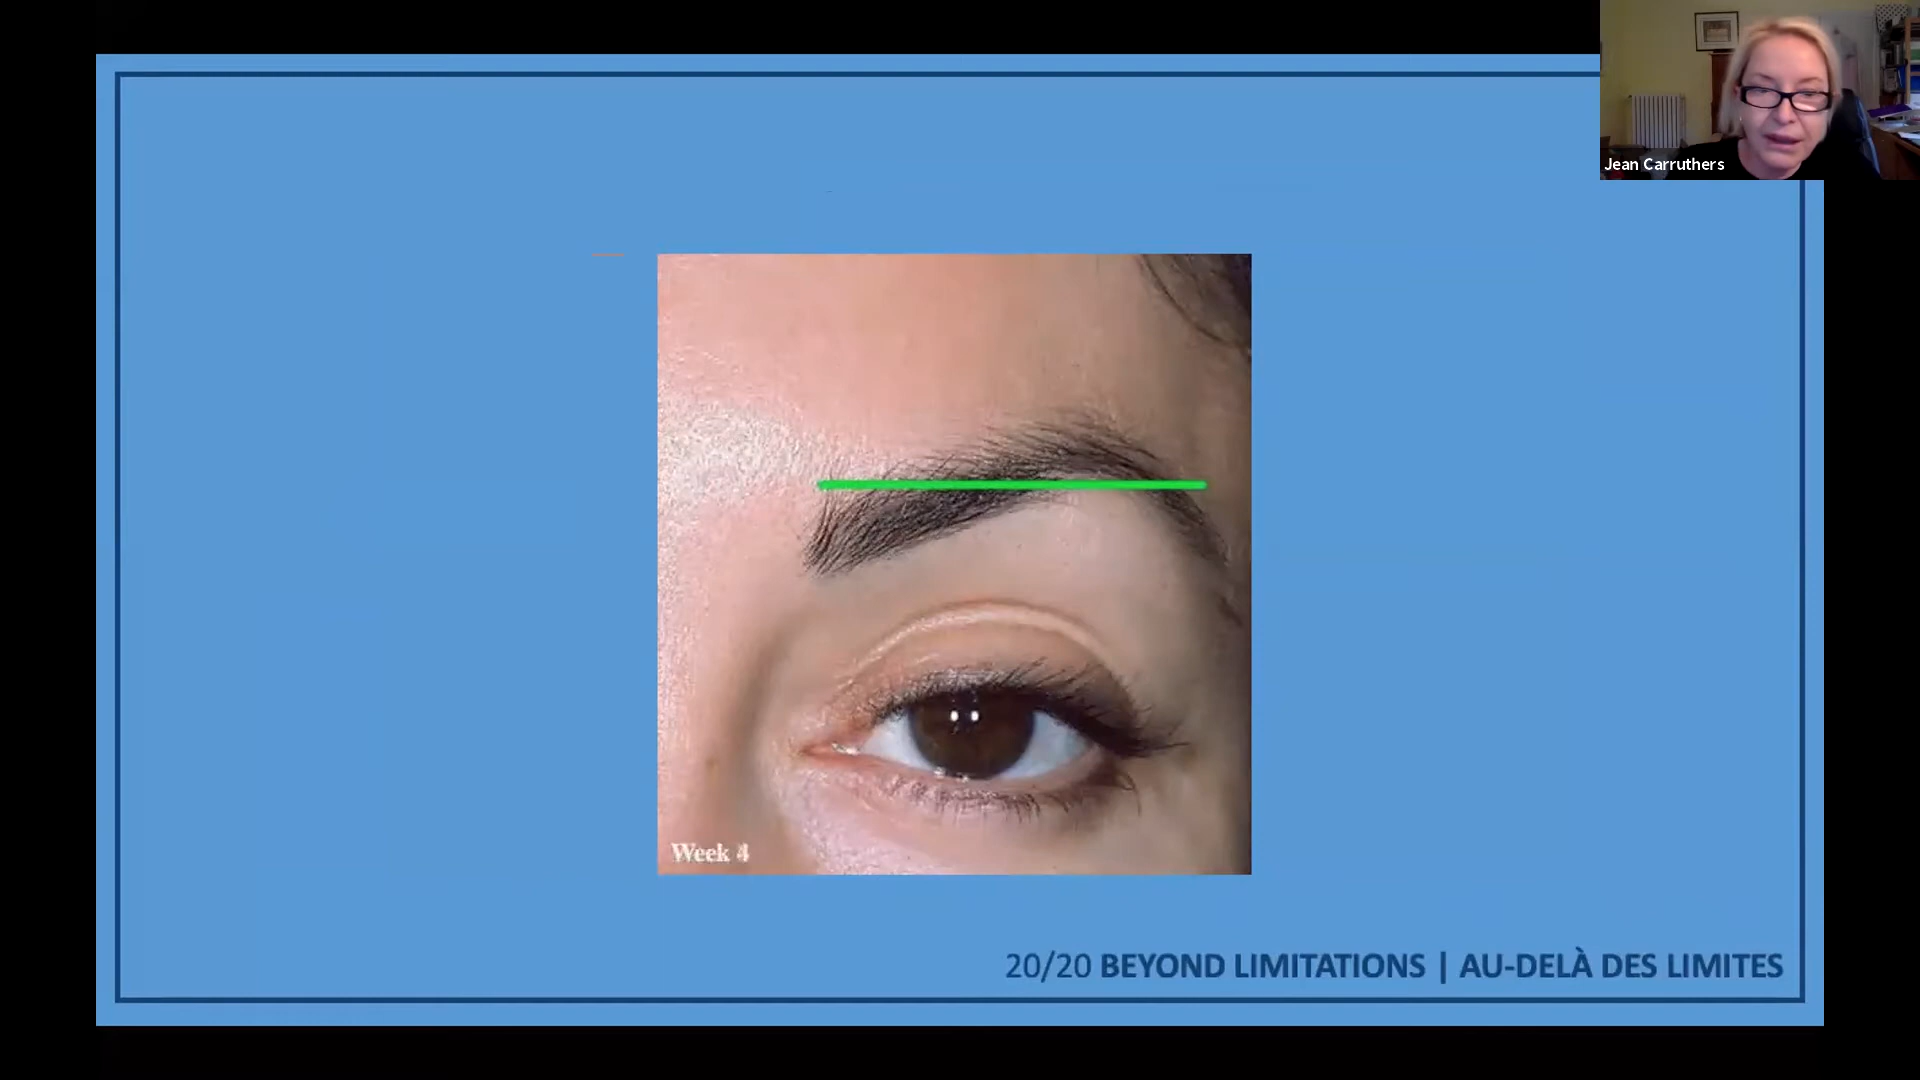 Jean Carruthers
Week 4
20/20 BEYOND LIMITATIONS | AU-DELÀ DES LIMITES